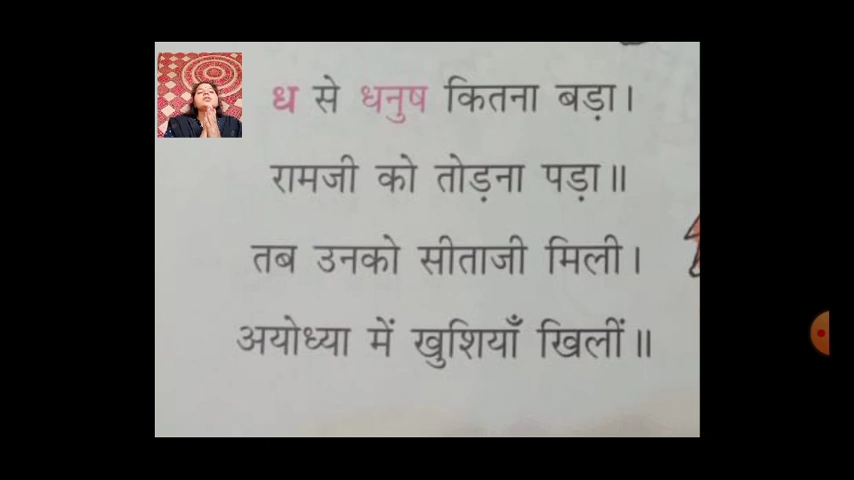 ध से धनुष कितना बड़ा।
रामजी को तोड़ना पड़ा॥
तब उनको सीताजी मिली।
अयोध्या में खुशियाँ खिलीं॥